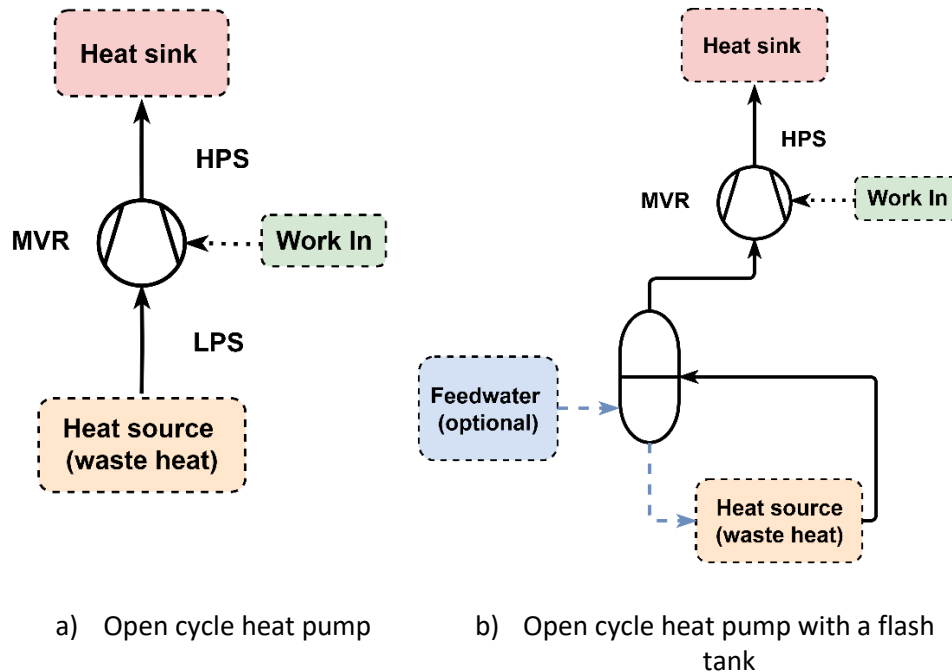 Heat sink
HPS
MVR
Work In
LPS
Heat source
(waste heat)
a) Open cycle heat pump
Heat sink
HPS
MVR
Work In
Feedwater
(optional)
Heat source
(waste heat)
b) Open cycle heat pump with a flash
tank